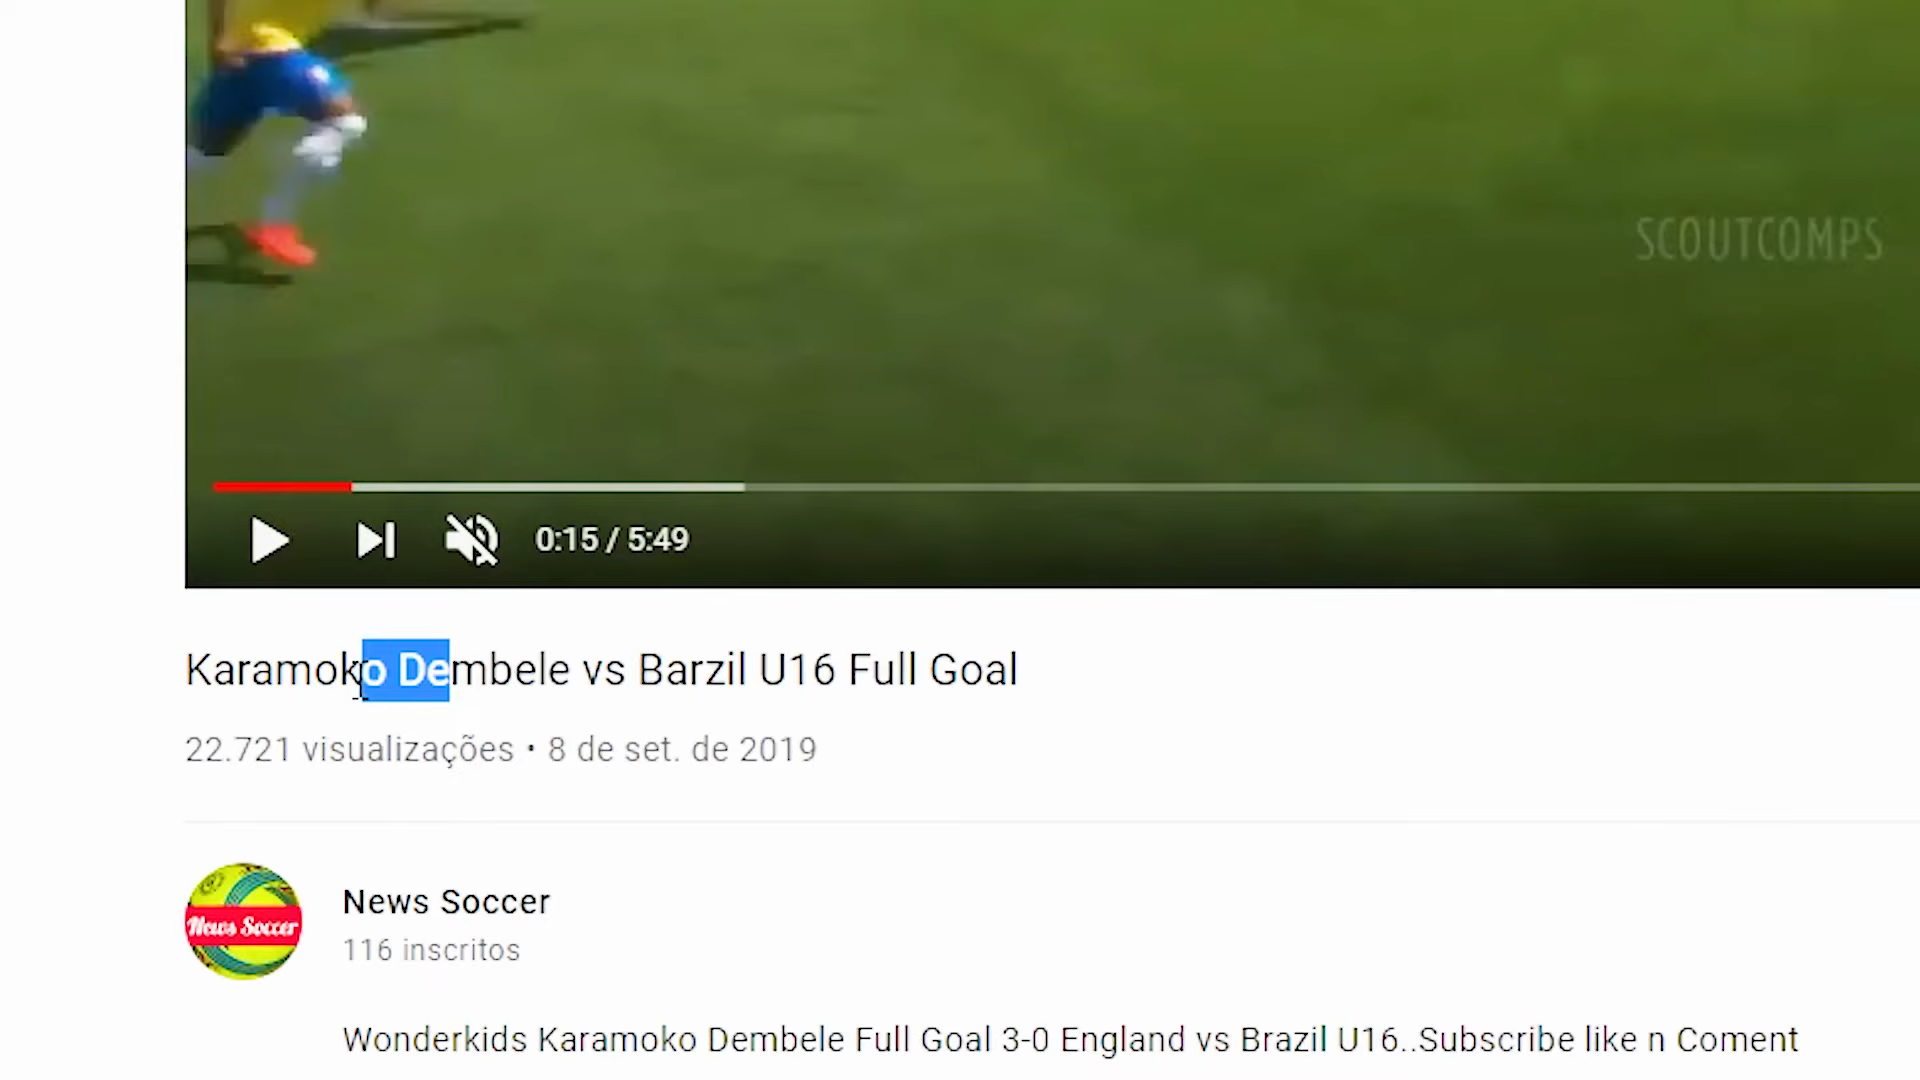 SCOUTCOMPS
0:15 / 5:49
Karamoko Dembele vs Barzil U16 Full Goal
22.721 visualizações • 8 de set. de 2019
News Soccer
News Soccer
116 inscritos
Wonderkids Karamoko Dembele Full Goal 3-0 England vs Brazil U16..Subscribe like n Coment